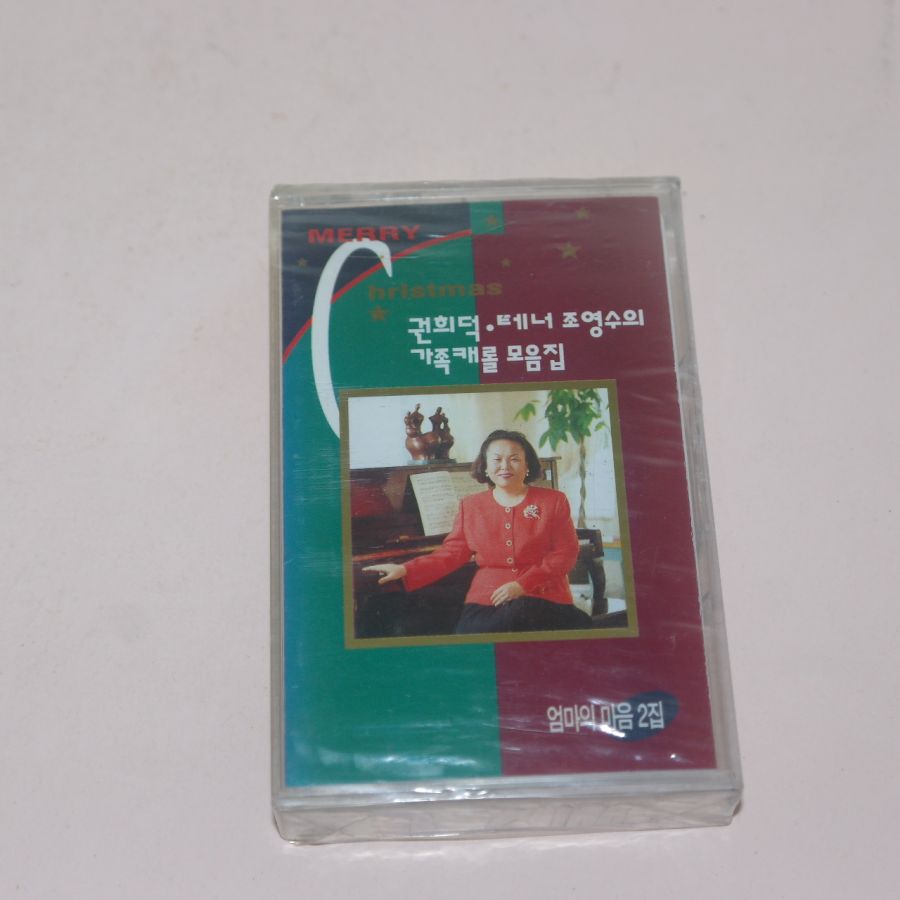 MERRY
Christmas
권희덕·테너 조영수의
가족캐롤 모음집
엄마의 마음 2집